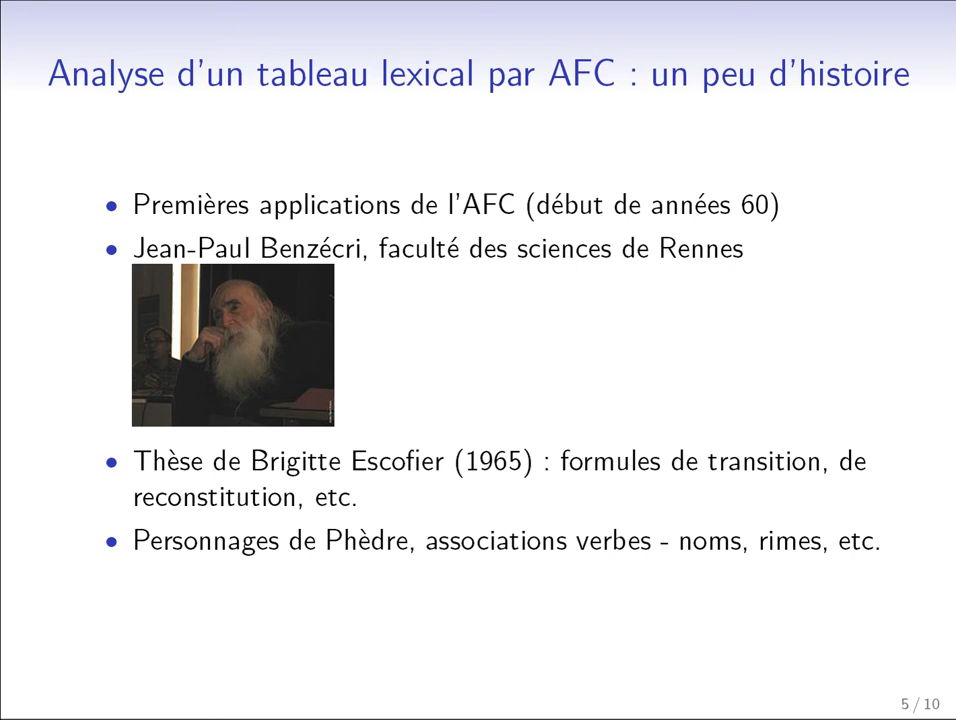 Analyse d'un tableau lexical par AFC : un peu d'histoire
• Premières applications de l'AFC (début de années 60)
• Jean-Paul Benzécri, faculté des sciences de Rennes
• Thèse de Brigitte Escofier (1965) : formules de transition, de
reconstitution, etc.
• Personnages de Phèdre, associations verbes - noms, rimes, etc.
5 / 10